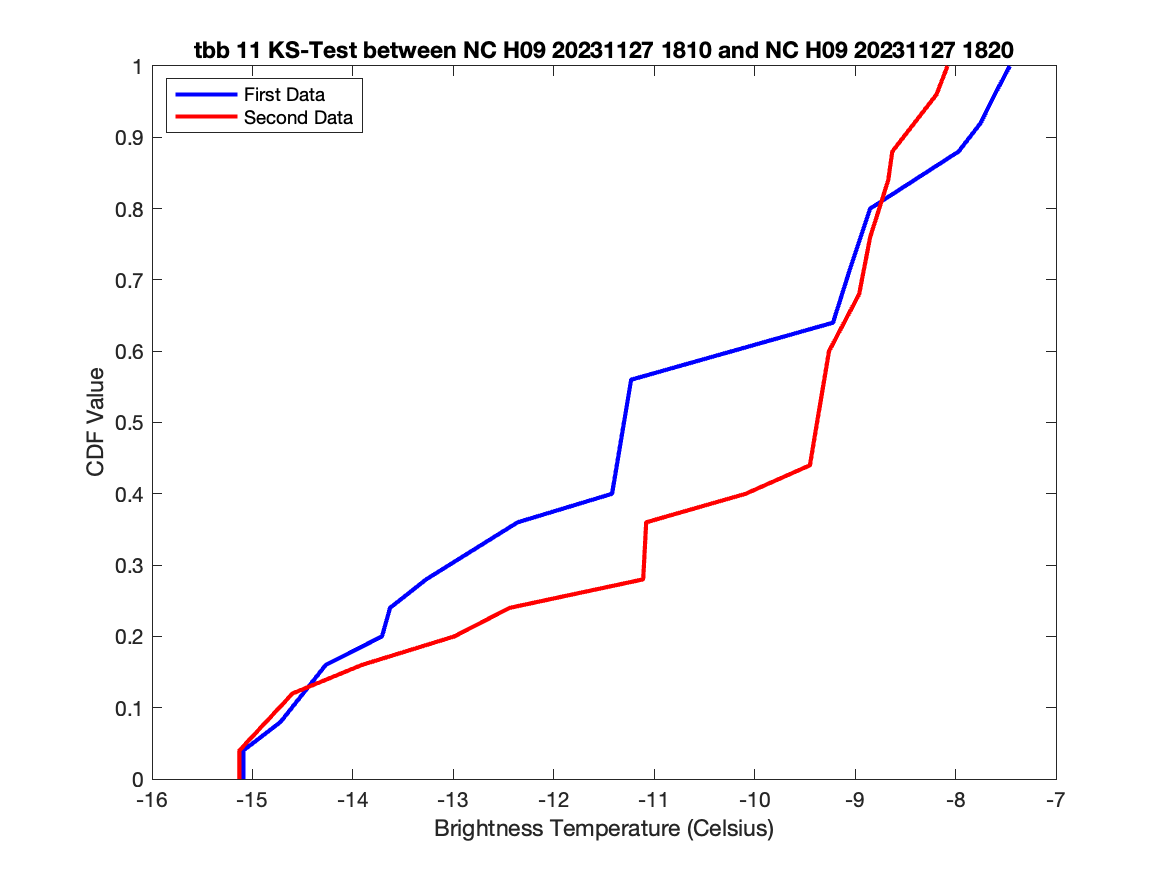 tbb 11 KS-Test between NC H09 20231127 1810 and NC H09 20231127 1820
First Data
Second Data
1
0.9
0.8
0.7
0.6
0.5
0.4
0.3
0.2
0.1
0
CDF Value
-16 -15 -14 -13 -12 -11 -10 -9 -8 -7
Brightness Temperature (Celsius)